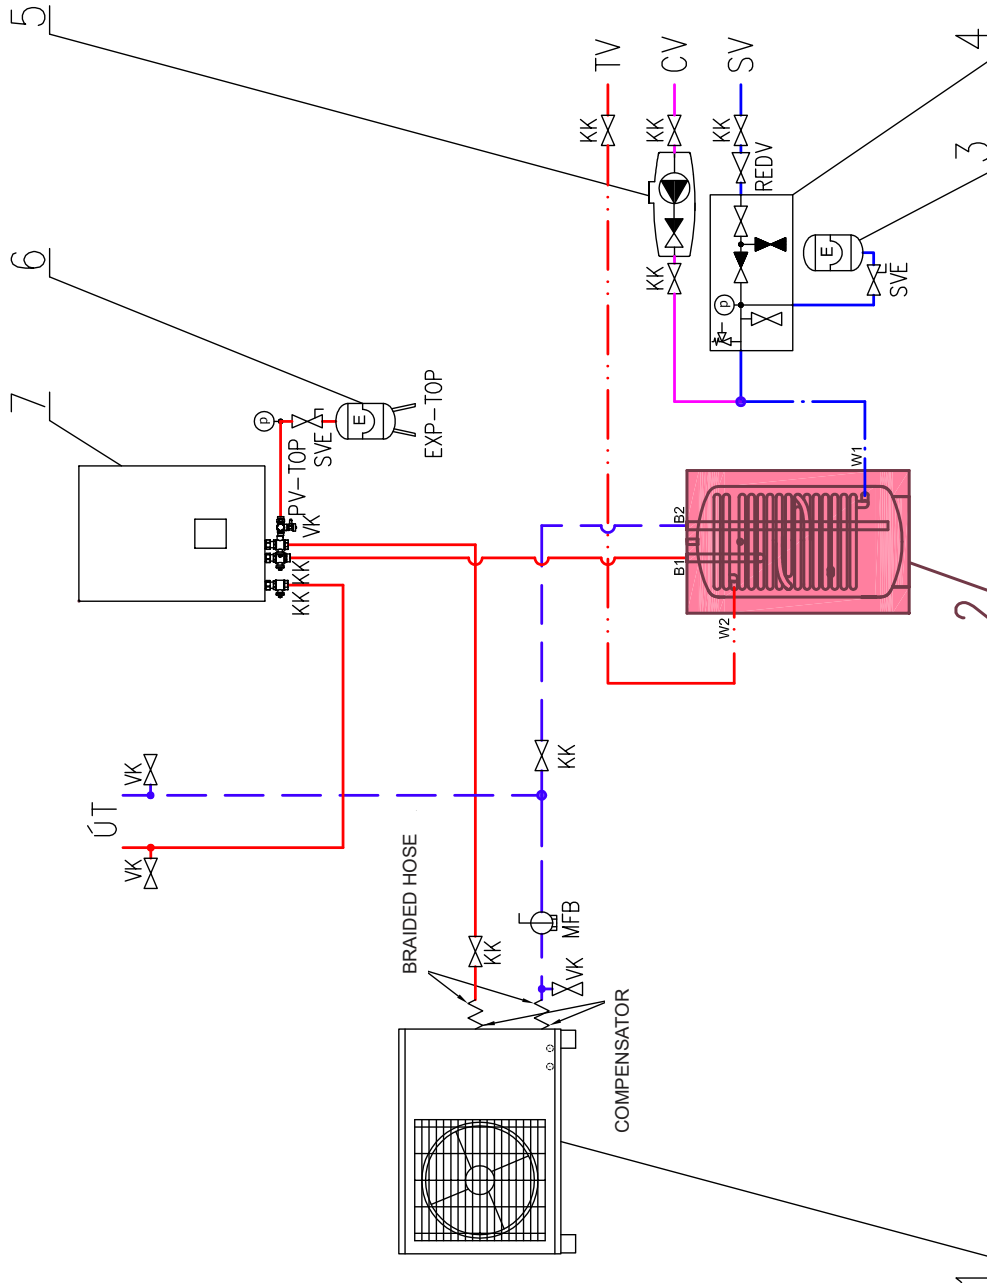 5
TV
CV
SV
4
KK
KK
KK
REDV
3
6
KK
SVE
E
p
7
p
E
SVE
EXP-TOP
PV-TOP
VK
KK
KK
W1
B2
B1
W2
2
ÚT
VK
VK
KK
BRAIDED HOSE
MFB
KK
VK
COMPENSATOR
1